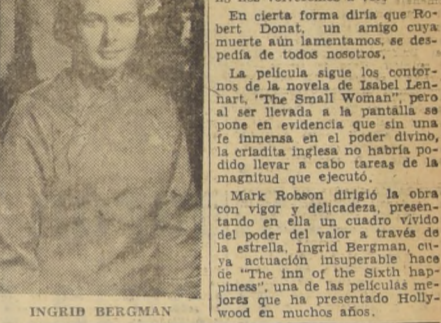 En cierta forma diría que Ro-
bert Donat, un amigo cuya
muerte aún lamentamos, se des-
pedía de todos nosotros.
La película sigue los contor-
nos de la novela de Isabel Len-
nart, "The Small Woman", pero
al ser llevada a la pantalla se
pone en evidencia que sin una
fe inmensa en el poder divino,
la criadita inglesa no habría po-
dido llevar a cabo tareas de la
magnitud que ejecutó.
Mark Robson dirigió la obra
con vigor y delicadeza, presen-
tando en ella un cuadro vívido
del poder del valor a través de
la estrella, Ingrid Bergman, cu-
ya actuación insuperable hace
de "The inn of the Sixth hap-
piness", una de las películas me-
jores que ha presentado Holly-
wood en muchos años.
INGRID BERGMAN